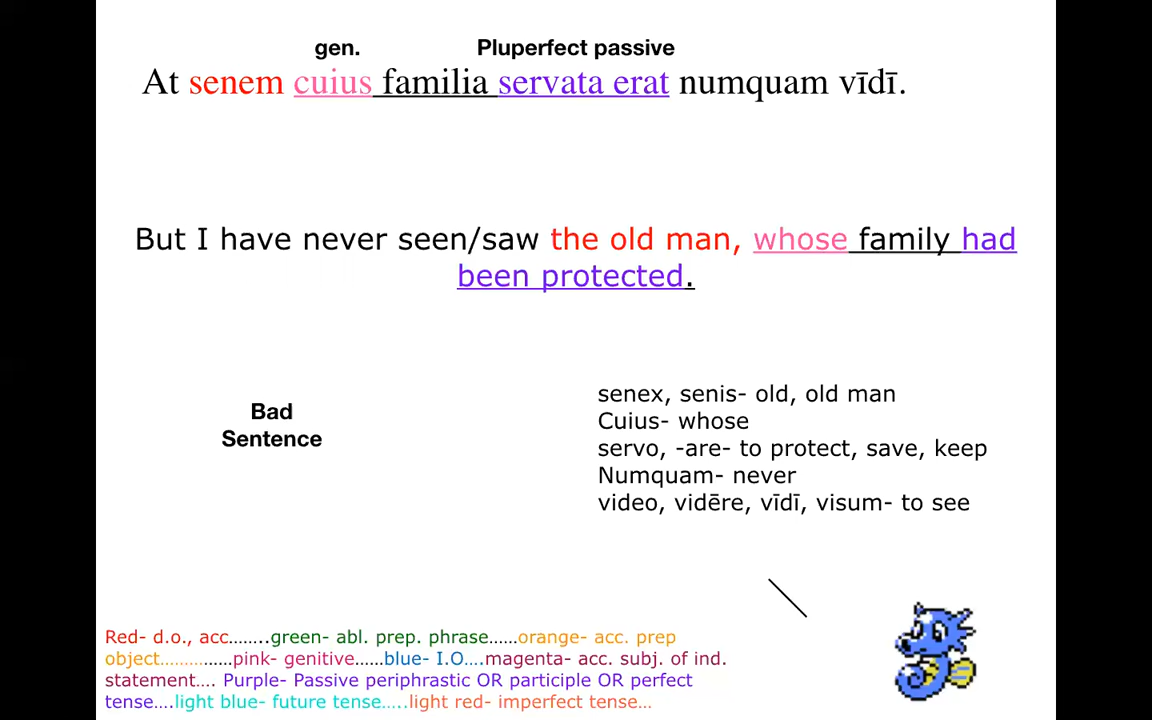 gen. Pluperfect passive
At senem cuius familia servata erat numquam vīdī.
But I have never seen/saw the old man, whose family had
been protected.
Bad
Sentence
senex, senis- old, old man
Cuius- whose
servo, -are- to protect, save, keep
Numquam- never
video, vidēre, vīdī, visum- to see
Red- d.o., acc........green- abl. prep. phrase......orange- acc. prep
object................pink- genitive......blue- I.O....magenta- acc. subj. of ind.
statement.... Purple- Passive periphrastic OR participle OR perfect
tense....light blue- future tense.....light red- imperfect tense...